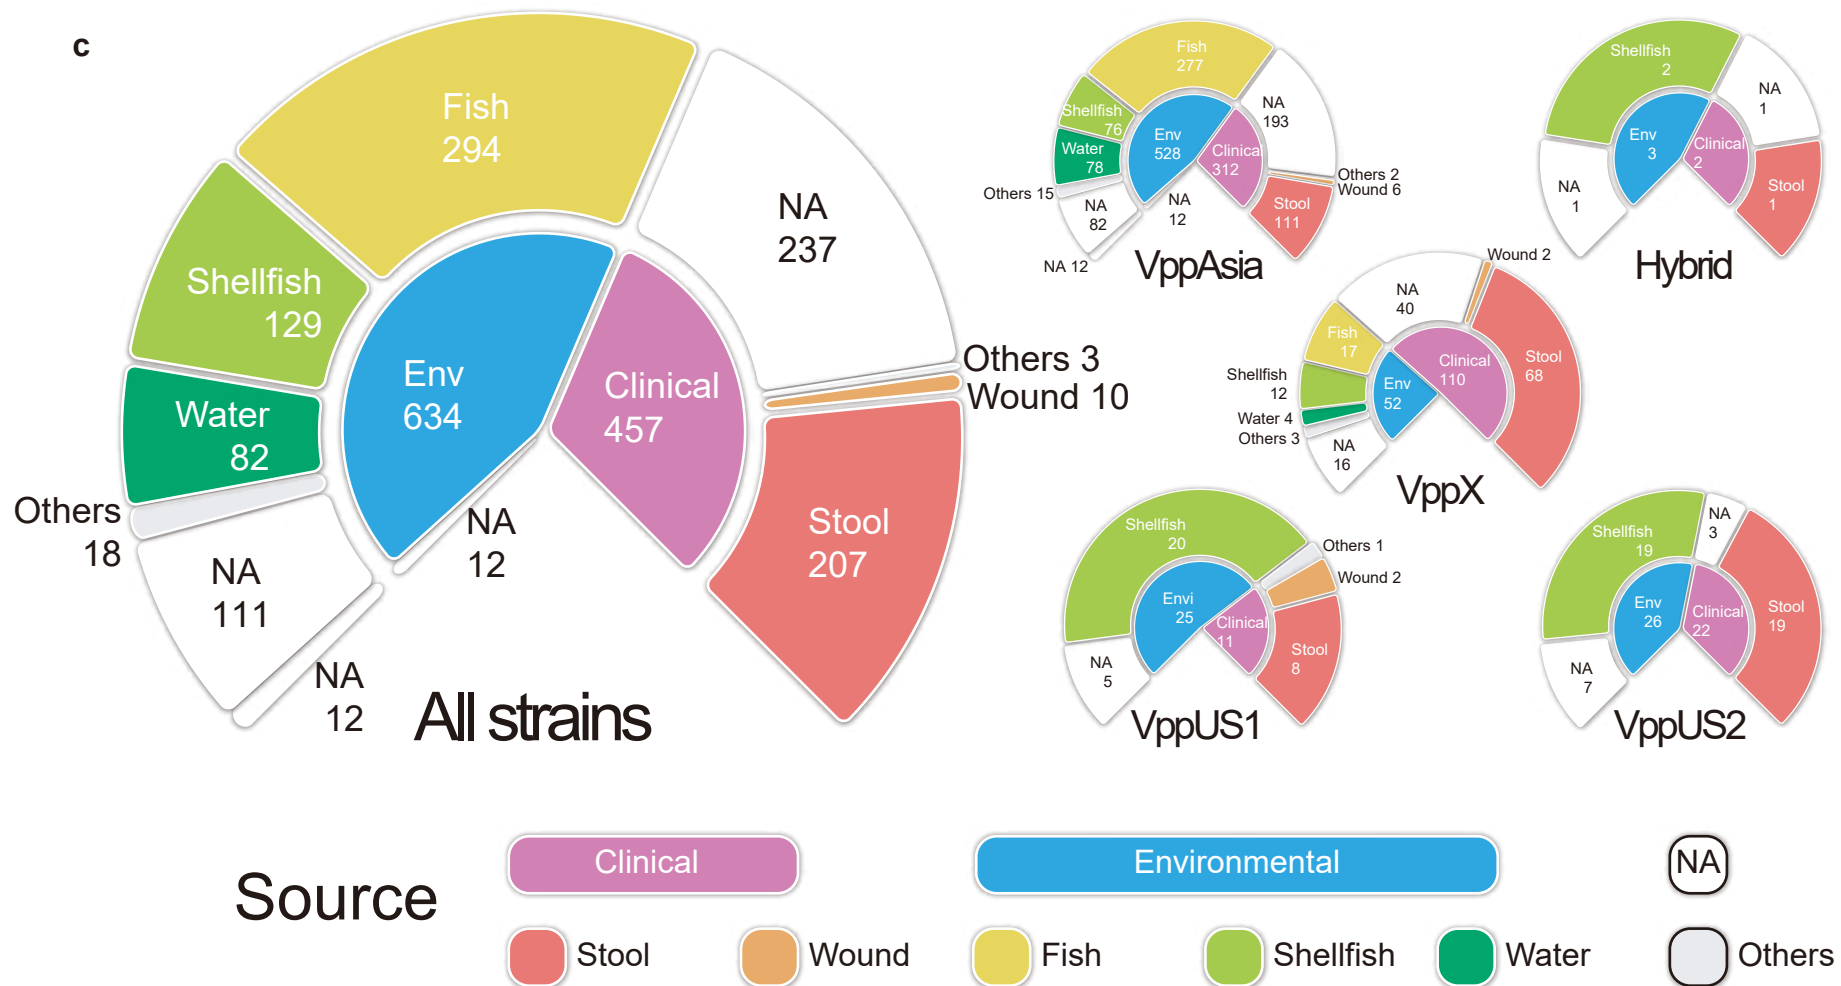 c
Fish
294
NA
237
Shellfish
129
Env
634
Clinical
457
Others 3
Wound 10
Water
82
Others
18
NA
111
NA
12
Stool
207
NA
12
All strains
Fish
277
NA
193
Shellfish
76
Env
528
Clinical
312
Water
78
Others 2
Wound 6
Others 15
NA
82
NA
12
Stool
111
NA 12
VppAsia
Shellfish
2
NA
1
Env
3
Clinical
2
NA
1
Stool
1
Hybrid
Wound 2
NA
40
Fish
17
Stool
68
Clinical
110
Shellfish
12
Env
52
Water 4
Others 3
NA
16
VppX
Shellfish
20
Others 1
Wound 2
Envi
25
Clinical
11
NA
5
Stool
8
VppUS1
Shellfish
19
NA
3
Env
26
Clinical
22
Stool
19
NA
7
VppUS2
Source
Clinical
Environmental
NA
Stool
Wound
Fish
Shellfish
Water
Others